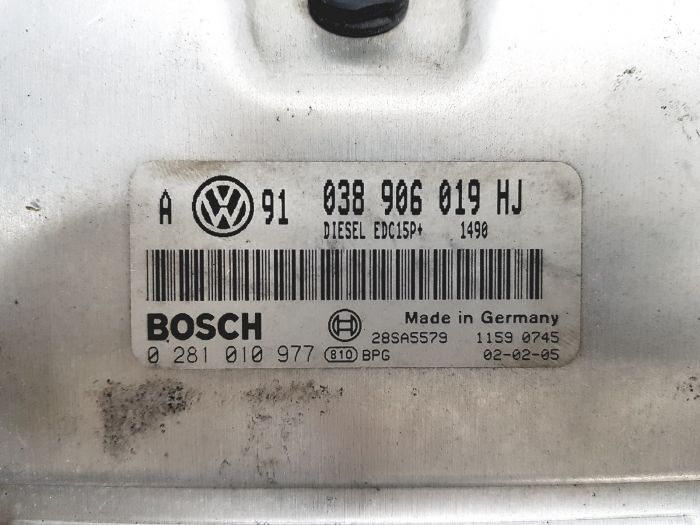 A VW 91 038 906 019 HJ
DIESEL EDC15P+ 1490
BOSCH Made in Germany
28SA5579 1159 0745
0 281 010 977 810 BPG 02-02-05